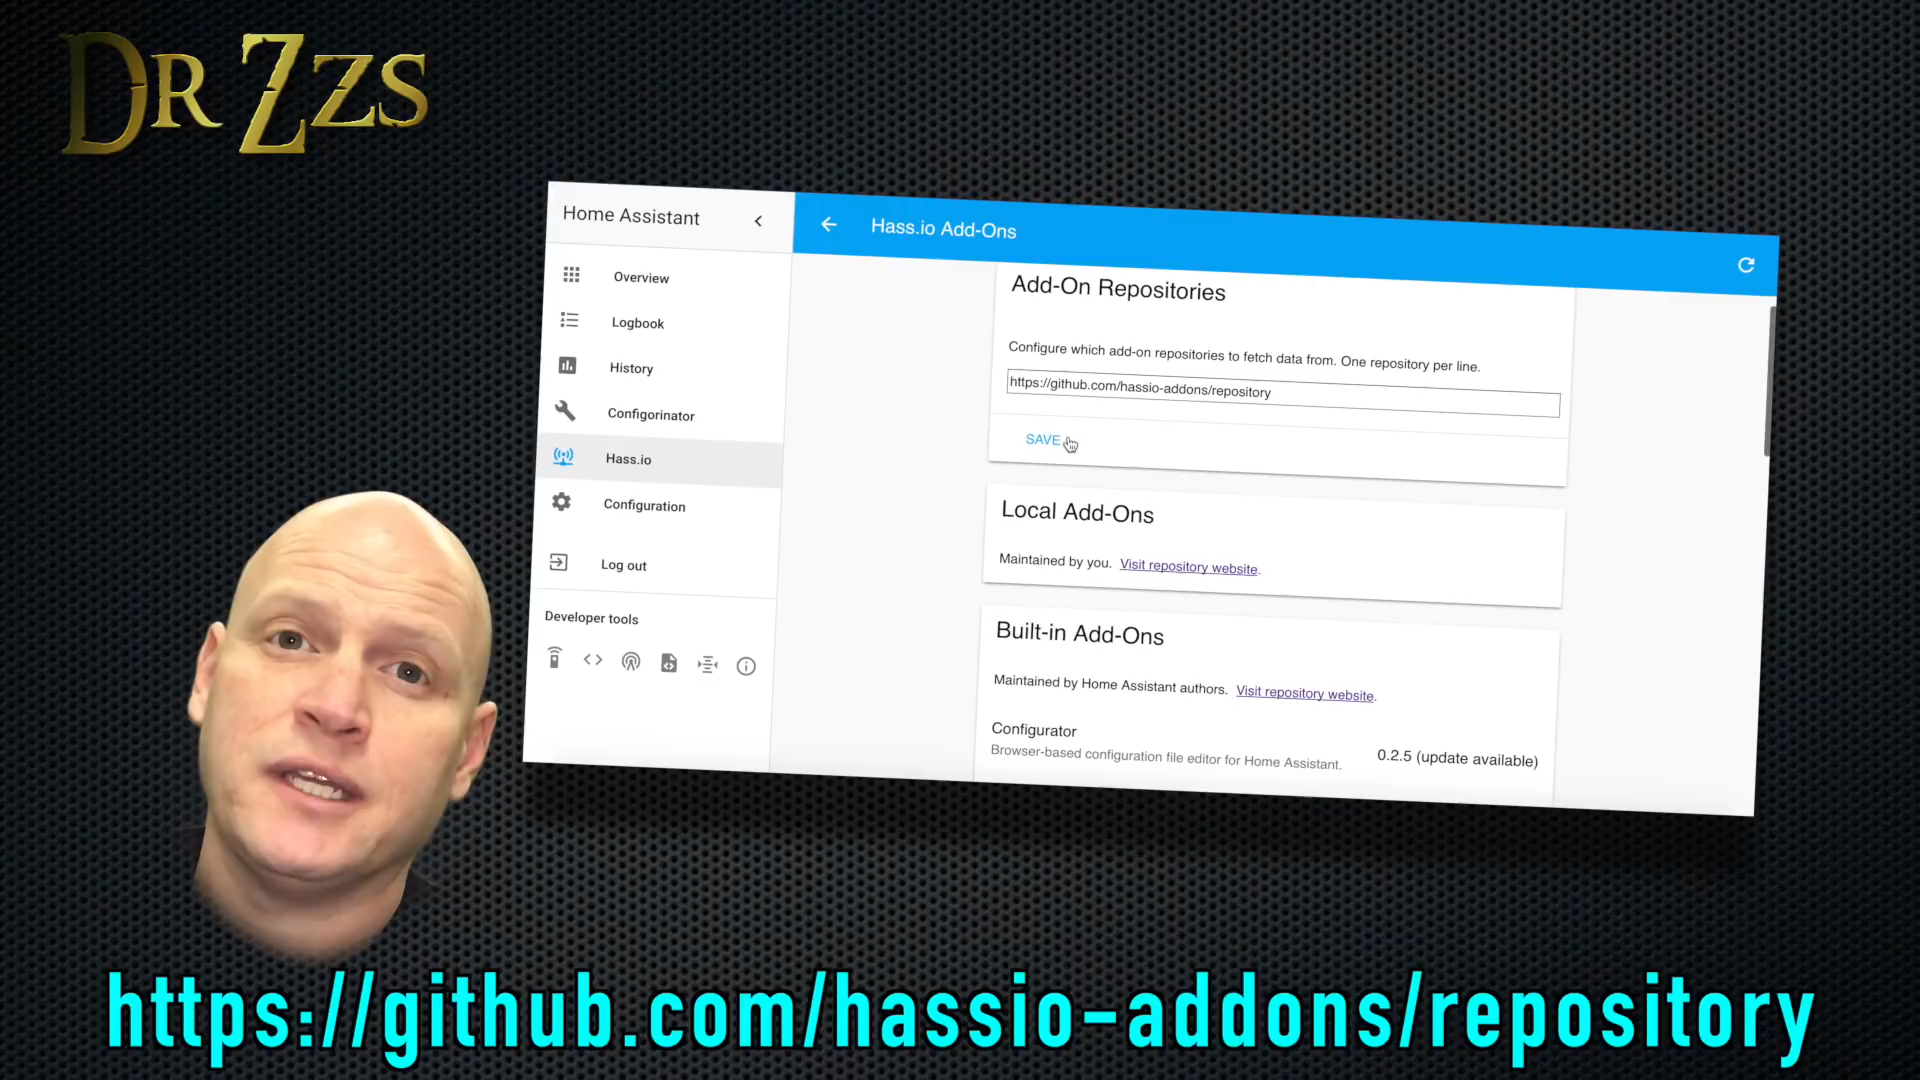 DR ZZS
Home Assistant
Hass.io Add-Ons
Overview
Logbook
History
Configorinator
Hass.io
Configuration
Log out
Developer tools
Add-On Repositories
Configure which add-on repositories to fetch data from. One repository per line.
https://github.com/hassio-addons/repository
SAVE
Local Add-Ons
Maintained by you. Visit repository website.
Built-in Add-Ons
Maintained by Home Assistant authors. Visit repository website.
Configurator
Browser-based configuration file editor for Home Assistant.
0.2.5 (update available)
https://github.com/hassio-addons/repository